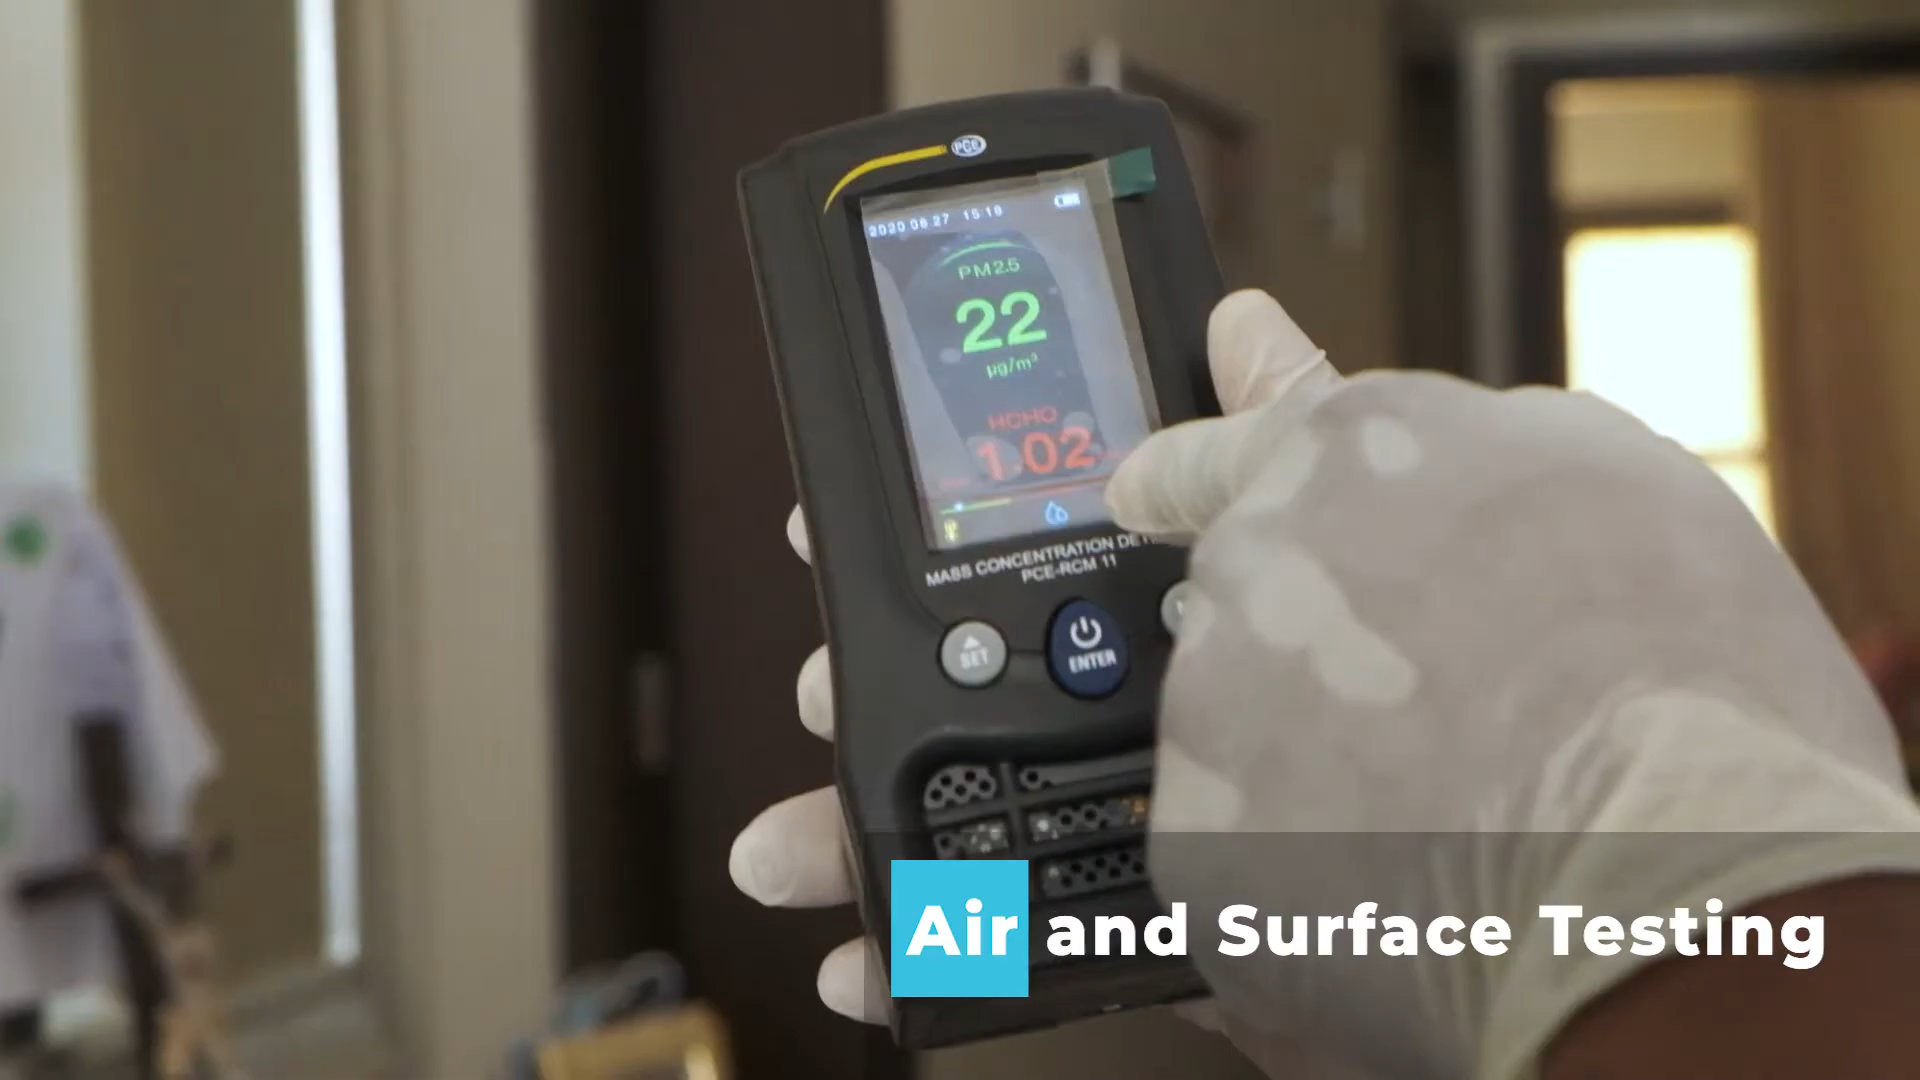 PCE
2020 08 27 15:18
PM2.5
22
µg/m³
HCHO
1.02
MASS CONCENTRATION
PCE-RCM 11
SET
ENTER
Air and Surface Testing